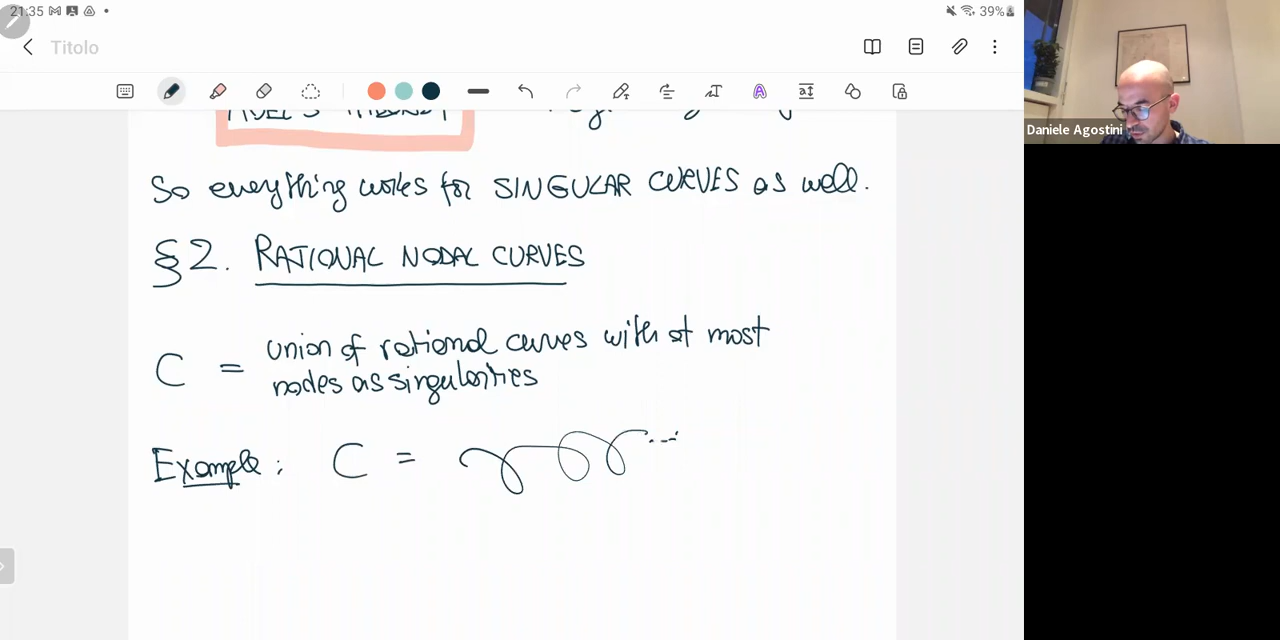 21:35
39%
Titolo
Daniele Agostini
So everything works for SINGULAR CURVES as well.
§2. RATIONAL NODAL CURVES
C = union of rational curves with at most
nodes as singularities
Example: C =